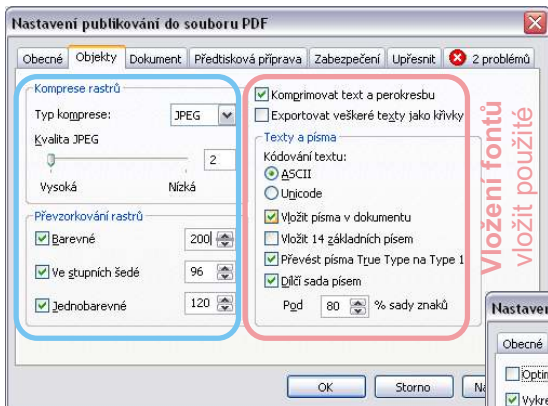 Nastavení publikování do souboru PDF
Obecné Objekty Dokument Předtisková příprava Zabezpečení Upřesnit 2 problémů
Komprese rastrů
Typ komprese: JPEG
Kvalita JPEG
2
Vysoká Nízká
Převzorkování rastrů
Barevné 200
Ve stupních šedé 96
Jednobarevné 120
Komprimovat text a perokresbu
Exportovat veškeré texty jako křivky
Texty a písma
Kódování textu:
ASCII
Unicode
Vložit písma v dokumentu
Vložit 14 základních písem
Převést písma True Type na Type 1
Dílčí sada písem
Pod 80 % sady znaků
Vložení fontů
vložit použité
OK Storno
Obecné